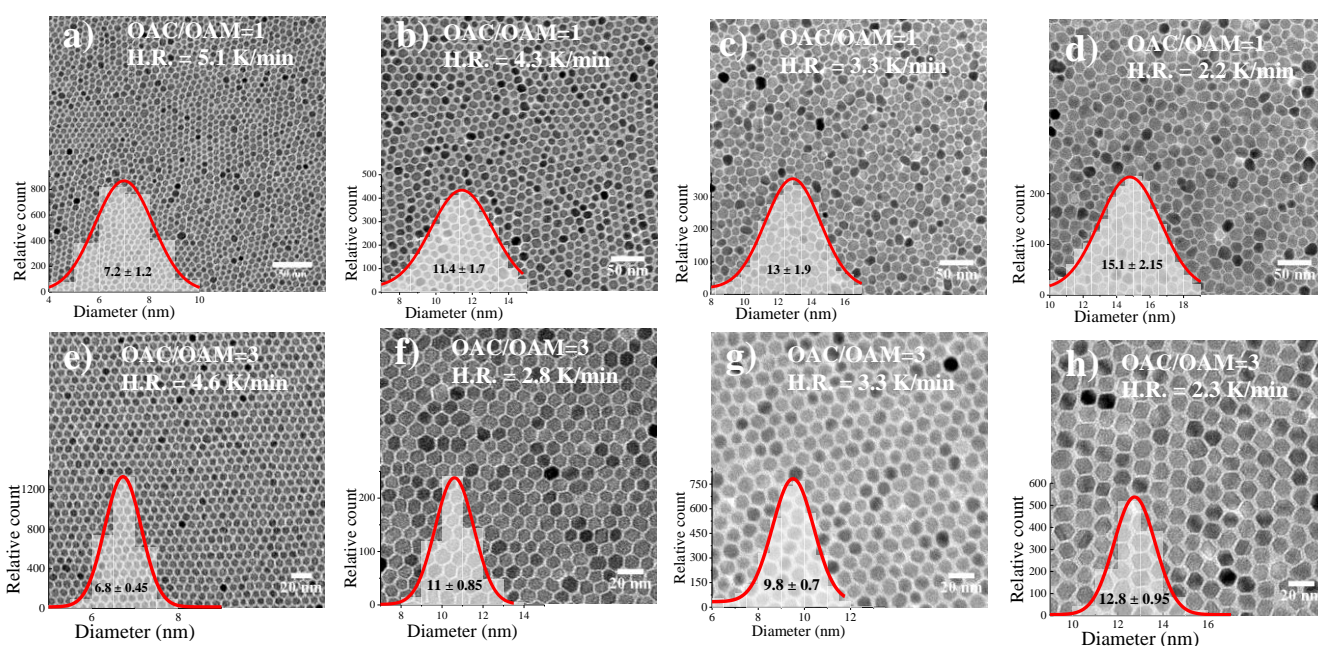 a)
OAC/OAM=1
H.R. = 5.1 K/min
Relative count
800
600
400
200
0
7.2 ± 1.2
50 nm
4 6 8 10
Diameter (nm)
b)
OAC/OAM=1
H.R. = 4.3 K/min
Relative count
500
400
300
200
100
0
11.4 ± 1.7
50 nm
8 10 12 14
Diameter (nm)
c)
OAC/OAM=1
H.R. = 3.3 K/min
Relative count
400
300
200
100
0
13 ± 1.9
50 nm
8 10 12 14 16
Diameter (nm)
d)
OAC/OAM=1
H.R. = 2.2 K/min
Relative count
200
100
0
15.1 ± 2.15
50 nm
10 12 14 16 18
Diameter (nm)
e)
OAC/OAM=3
H.R. = 4.6 K/min
Relative count
1200
800
400
0
6.8 ± 0.45
20 nm
6 8
Diameter (nm)
f)
OAC/OAM=3
H.R. = 2.8 K/min
Relative count
200
100
0
11 ± 0.85
20 nm
8 10 12 14
Diameter (nm)
g)
OAC/OAM=3
H.R. = 3.3 K/min
Relative count
750
600
450
300
150
0
9.8 ± 0.7
20 nm
6 8 10 12
Diameter (nm)
h)
OAC/OAM=3
H.R. = 2.3 K/min
Relative count
600
500
400
300
200
100
0
12.8 ± 0.95
20 nm
10 12 14 16
Diameter (nm)